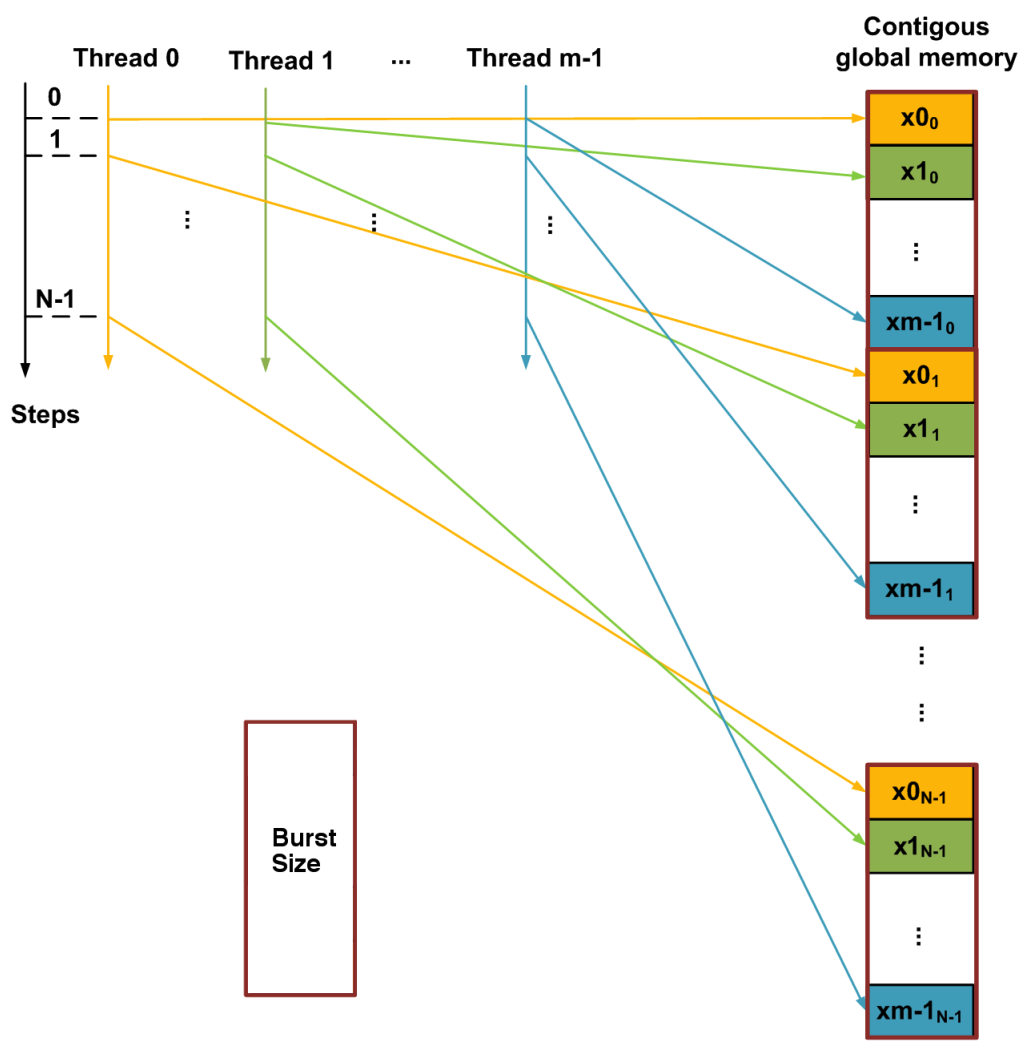 Contigous
global memory
Thread 0
Thread 1
...
Thread m-1
0
1
N-1
Steps
...
...
...
x0₀
x1₀
...
xm-1₀
x0₁
x1₁
...
xm-1₁
...
...
x0N-1
x1N-1
...
xm-1N-1
Burst
Size